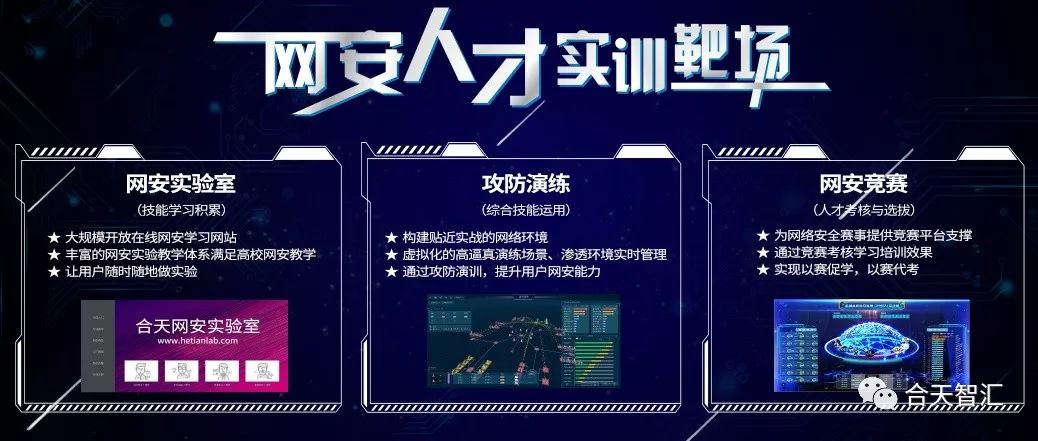 网安人才实训靶场
网安实验室
（技能学习积累）
★ 大规模开放在线网安学习网站
★ 丰富的网安实验教学体系满足高校网安教学
★ 让用户随时随地做实验
合天网安实验室
www.hetianlab.com
攻防演练
（综合技能运用）
★ 构建贴近实战的网络环境
★ 虚拟化的高逼真演练场景、渗透环境实时管理
★ 通过攻防演训，提升用户网安能力
网安竞赛
（人才考核与选拔）
★ 为网络安全赛事提供竞赛平台支撑
★ 通过竞赛考核学习培训效果
★ 实现以赛促学，以赛代考
合天智汇